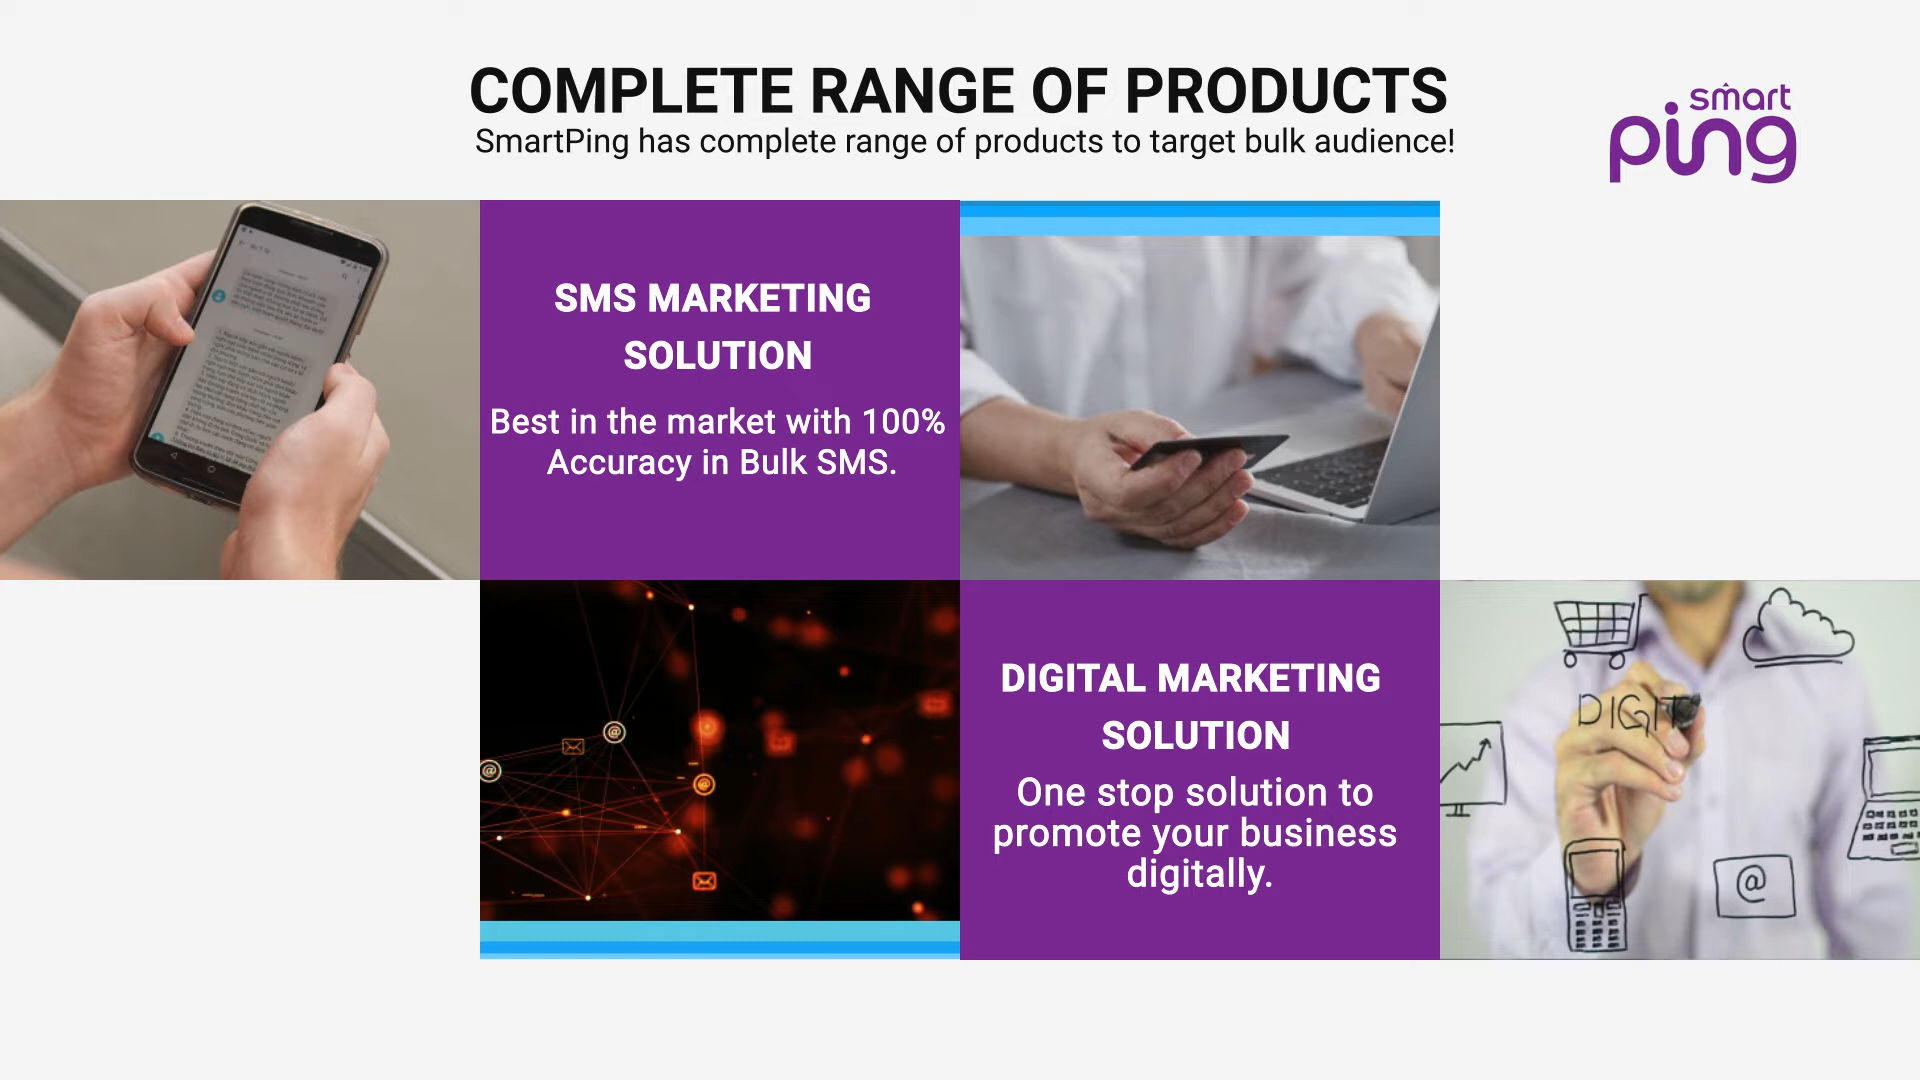 COMPLETE RANGE OF PRODUCTS
SmartPing has complete range of products to target bulk audience!
smart
ping
SMS MARKETING
SOLUTION
Best in the market with 100%
Accuracy in Bulk SMS.
DIGITAL MARKETING
SOLUTION
One stop solution to
promote your business
digitally.
DIGIT
@
@
@
@